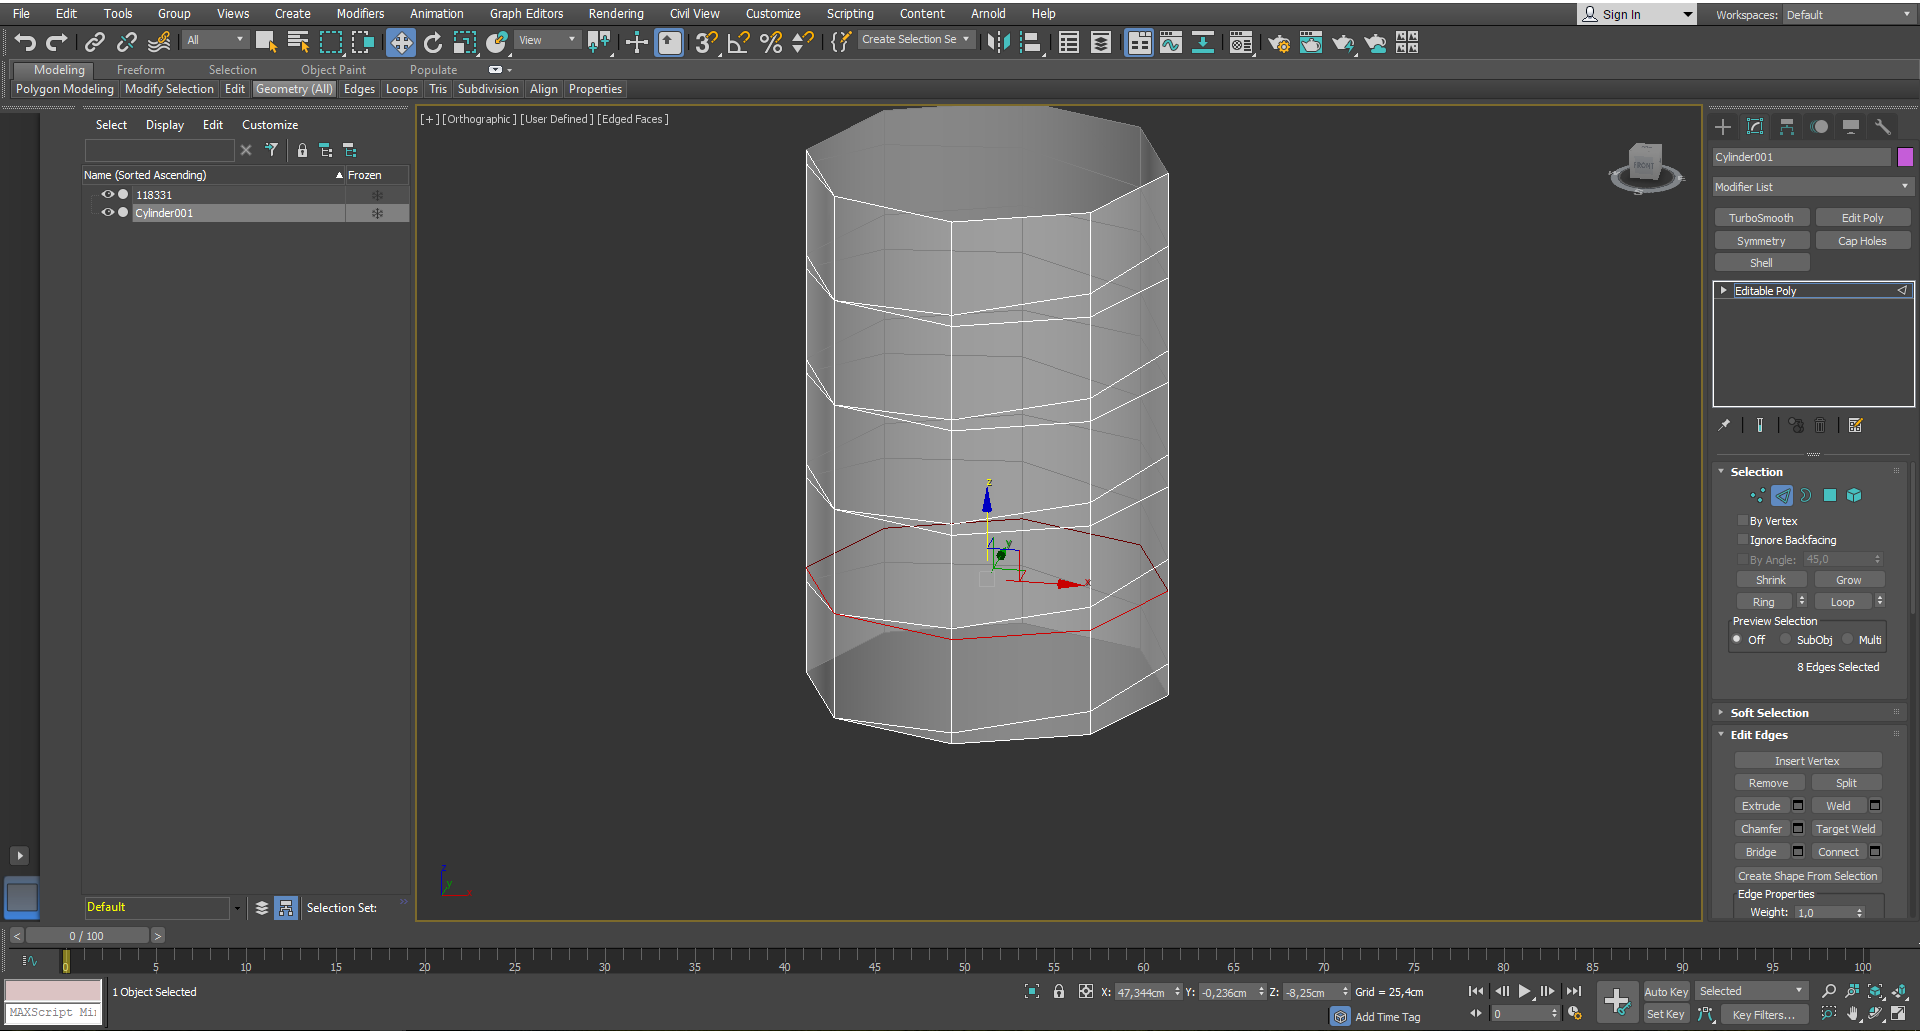 File Edit Tools Group Views Create Modifiers Animation Graph Editors Rendering Civil View Customize Scripting Content Arnold Help Sign In Workspaces: Default
All View Create Selection Se
Modeling Freeform Selection Object Paint Populate
Polygon Modeling Modify Selection Edit Geometry (All) Edges Loops Tris Subdivision Align Properties
Select Display Edit Customize
Name (Sorted Ascending) Frozen
118331
Cylinder001
[+] [Orthographic] [User Defined] [Edged Faces]
FRONT
S
z
y
x
z
y
Cylinder001
Modifier List
TurboSmooth Edit Poly
Symmetry Cap Holes
Shell
Editable Poly
Selection
By Vertex
Ignore Backfacing
By Angle: 45,0
Shrink Grow
Ring Loop
Preview Selection
Off SubObj Multi
8 Edges Selected
Soft Selection
Edit Edges
Insert Vertex
Remove Split
Extrude Weld
Chamfer Target Weld
Bridge Connect
Create Shape From Selection
Edge Properties
Weight: 1,0
Default Selection Set:
< 0 / 100 >
0 5 10 15 20 25 30 35 40 45 50 55 60 65 70 75 80 85 90 95 100
1 Object Selected X: 47,344cm Y: -0,236cm Z: -8,25cm Grid = 25,4cm Auto Key Selected
MAXScript Mi Add Time Tag 0 Set Key Key Filters...